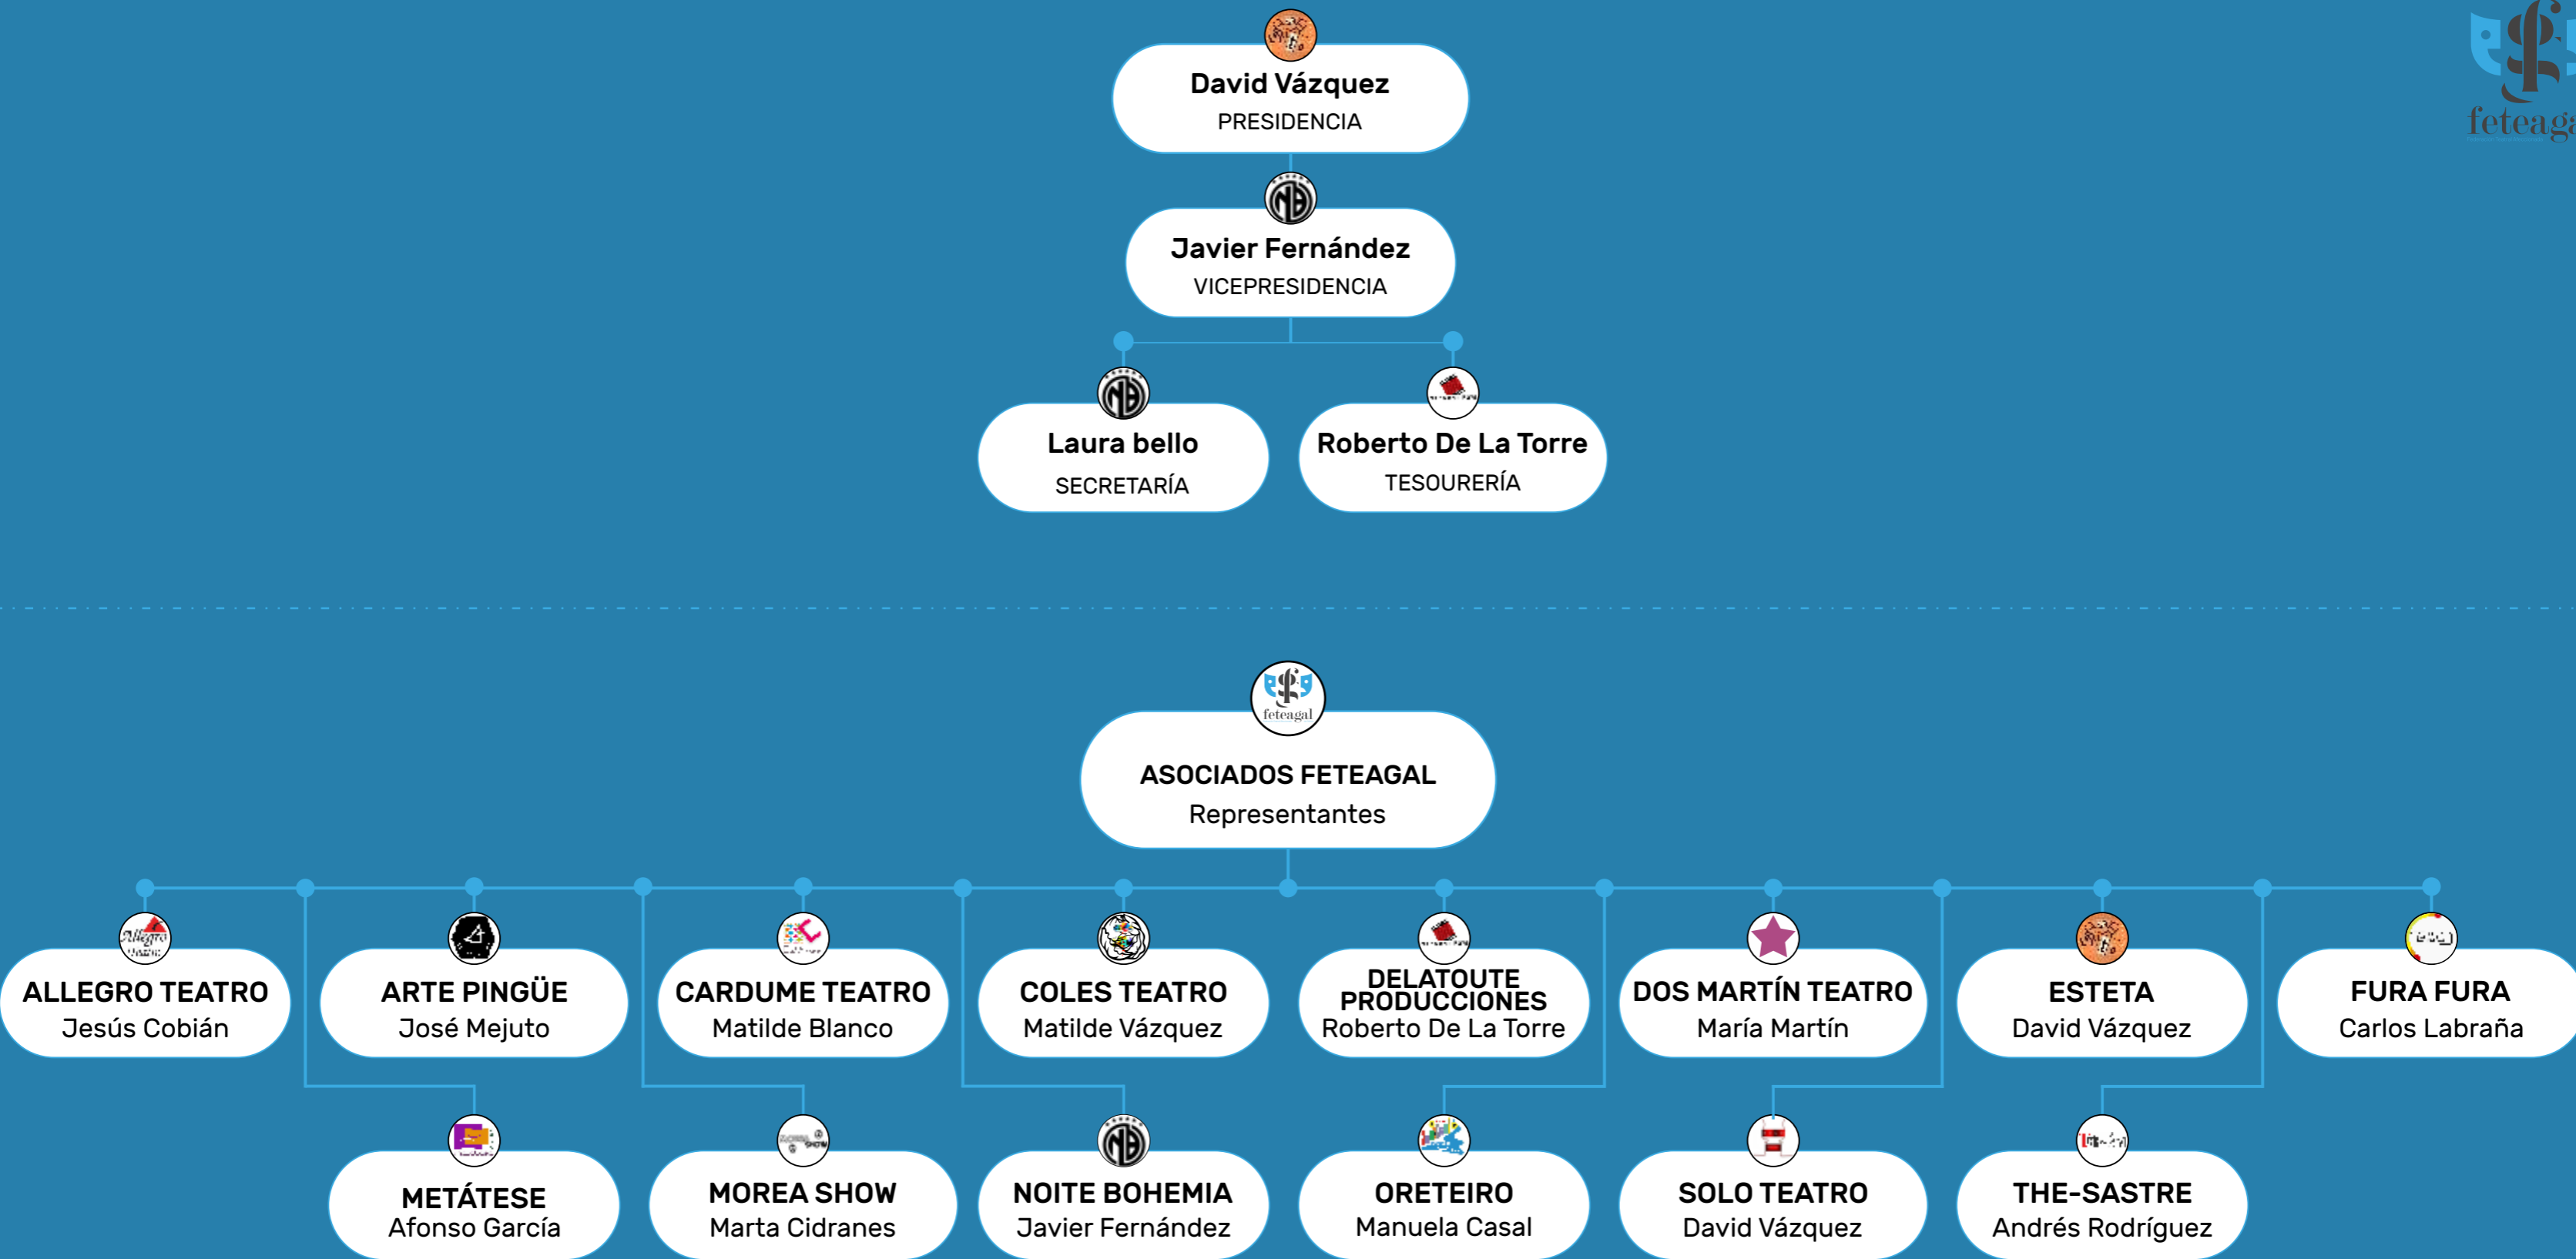 David Vázquez
PRESIDENCIA
Javier Fernández
VICEPRESIDENCIA
Laura bello
SECRETARÍA
Roberto De La Torre
TESOURERÍA
feteagal
ASOCIADOS FETEAGAL
Representantes
Allegro
ALLEGRO TEATRO
Jesús Cobián
ARTE PINGÜE
José Mejuto
CARDUME TEATRO
Matilde Blanco
COLES TEATRO
Matilde Vázquez
DELATOUTE
PRODUCCIONES
Roberto De La Torre
DOS MARTÍN TEATRO
María Martín
ESTETA
David Vázquez
FURA FURA
Carlos Labraña
METÁTESE
Afonso García
MOREA SHOW
Marta Cidranes
NOITE BOHEMIA
Javier Fernández
ORETEIRO
Manuela Casal
SOLO TEATRO
David Vázquez
THE-SASTRE
Andrés Rodríguez